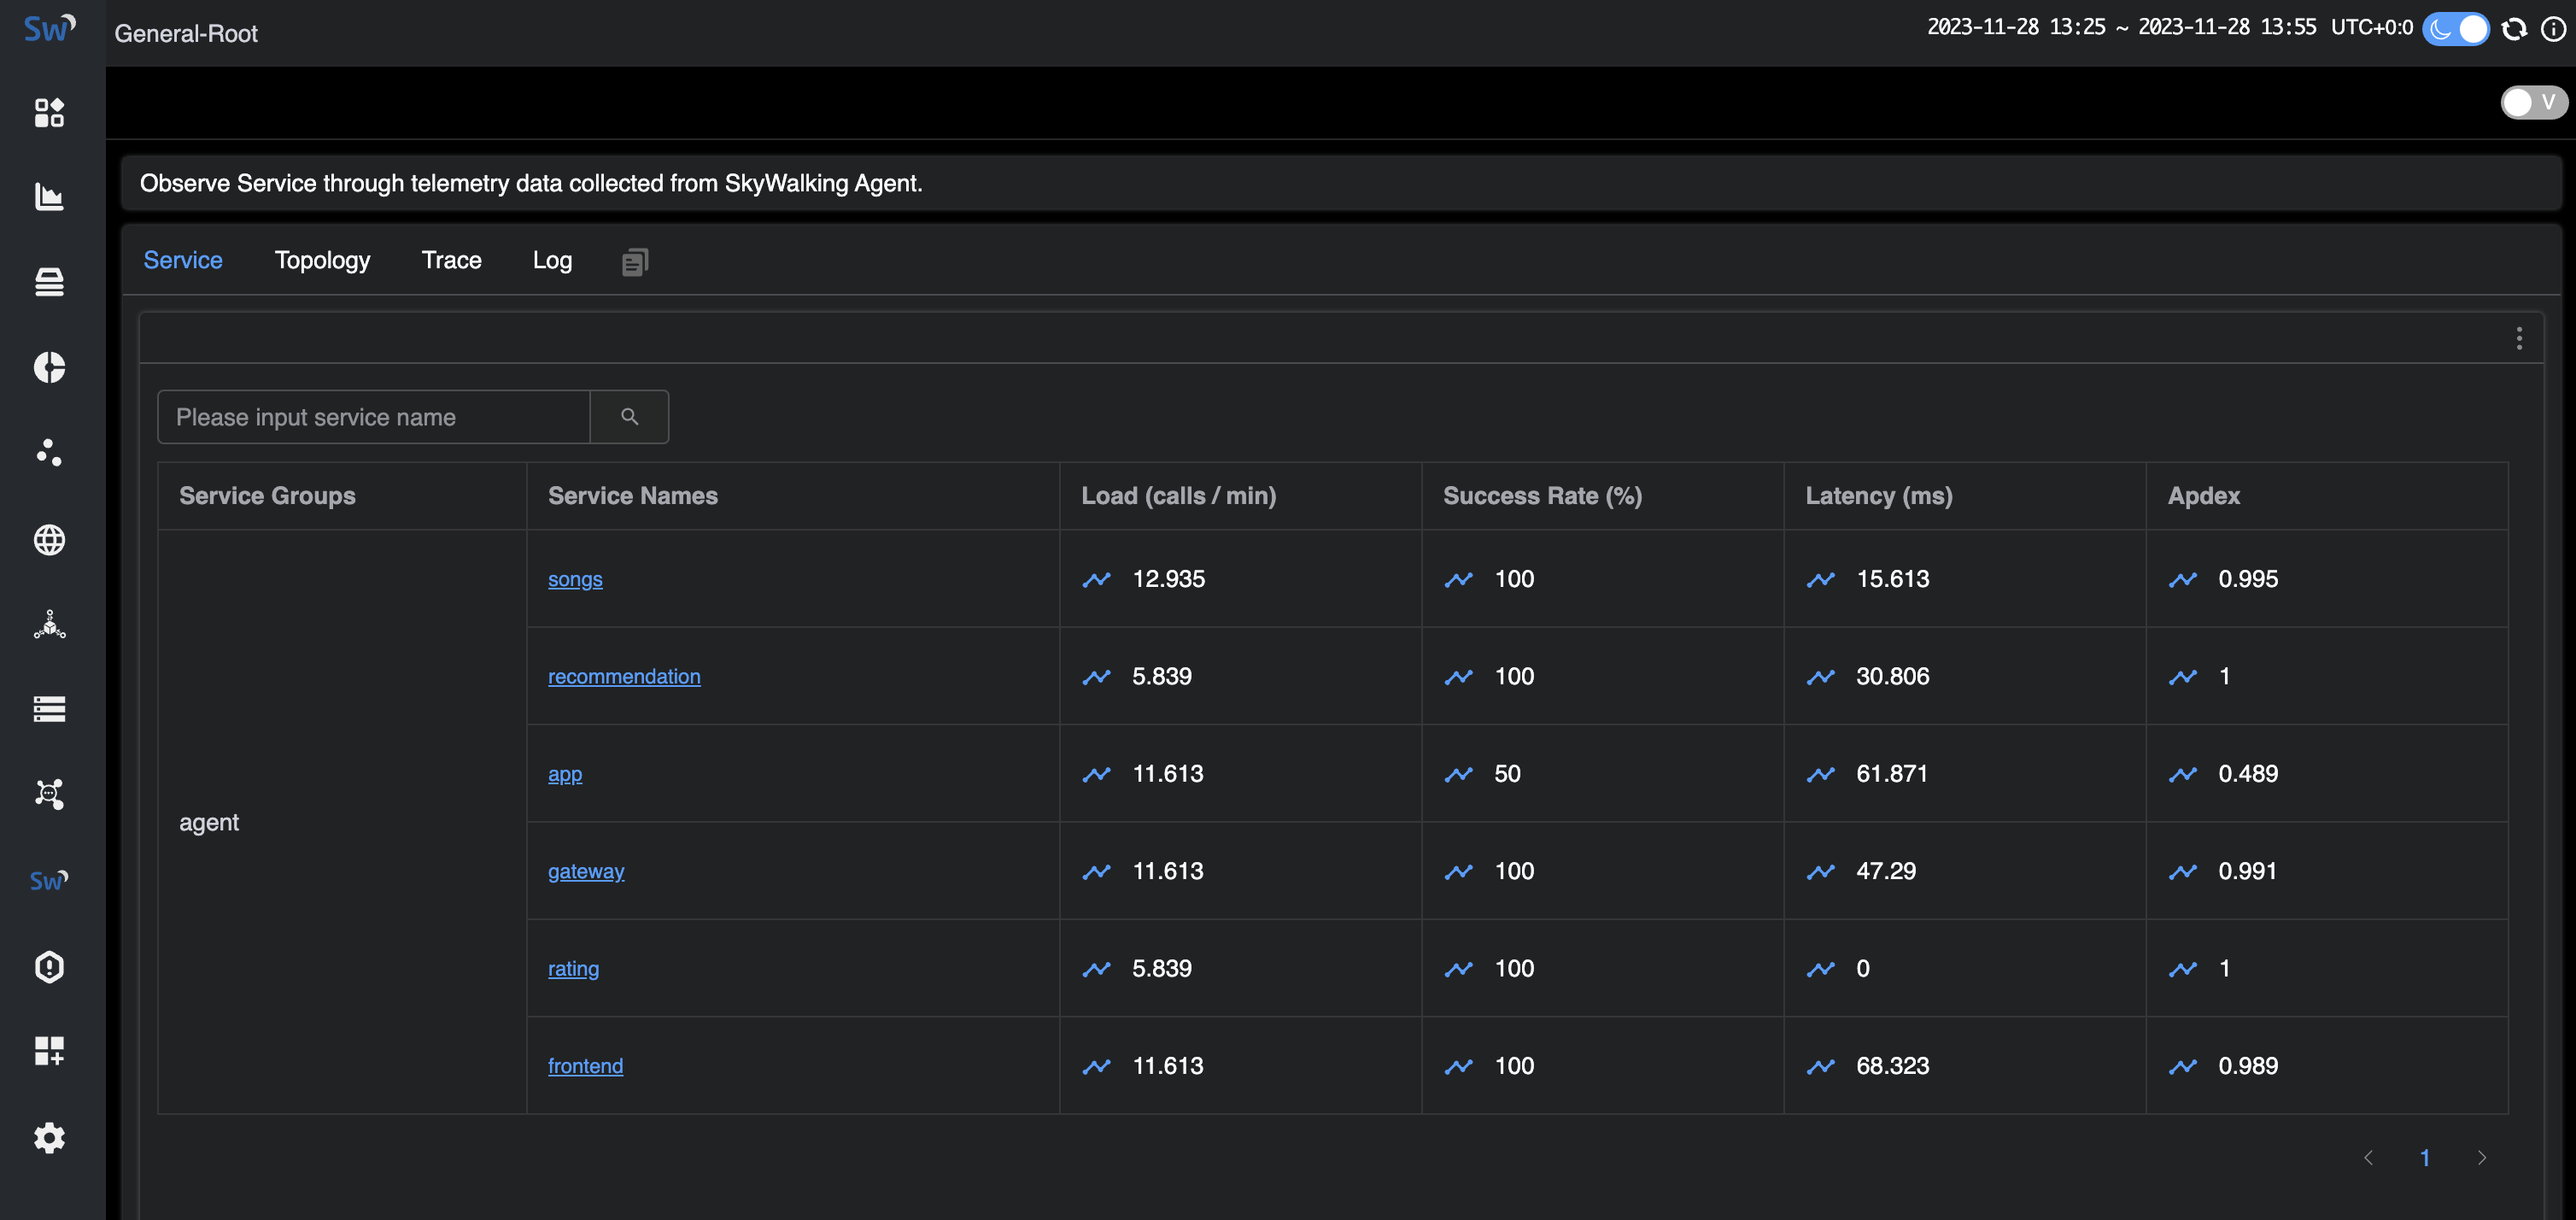 Sw
General-Root
2023-11-28 13:25 ~ 2023-11-28 13:55 UTC+0:0
V
Observe Service through telemetry data collected from SkyWalking Agent.
Service Topology Trace Log
Please input service name
Service Groups Service Names Load (calls / min) Success Rate (%) Latency (ms) Apdex
songs 12.935 100 15.613 0.995
recommendation 5.839 100 30.806 1
app 11.613 50 61.871 0.489
agent
gateway 11.613 100 47.29 0.991
Sw
rating 5.839 100 0 1
frontend 11.613 100 68.323 0.989
1